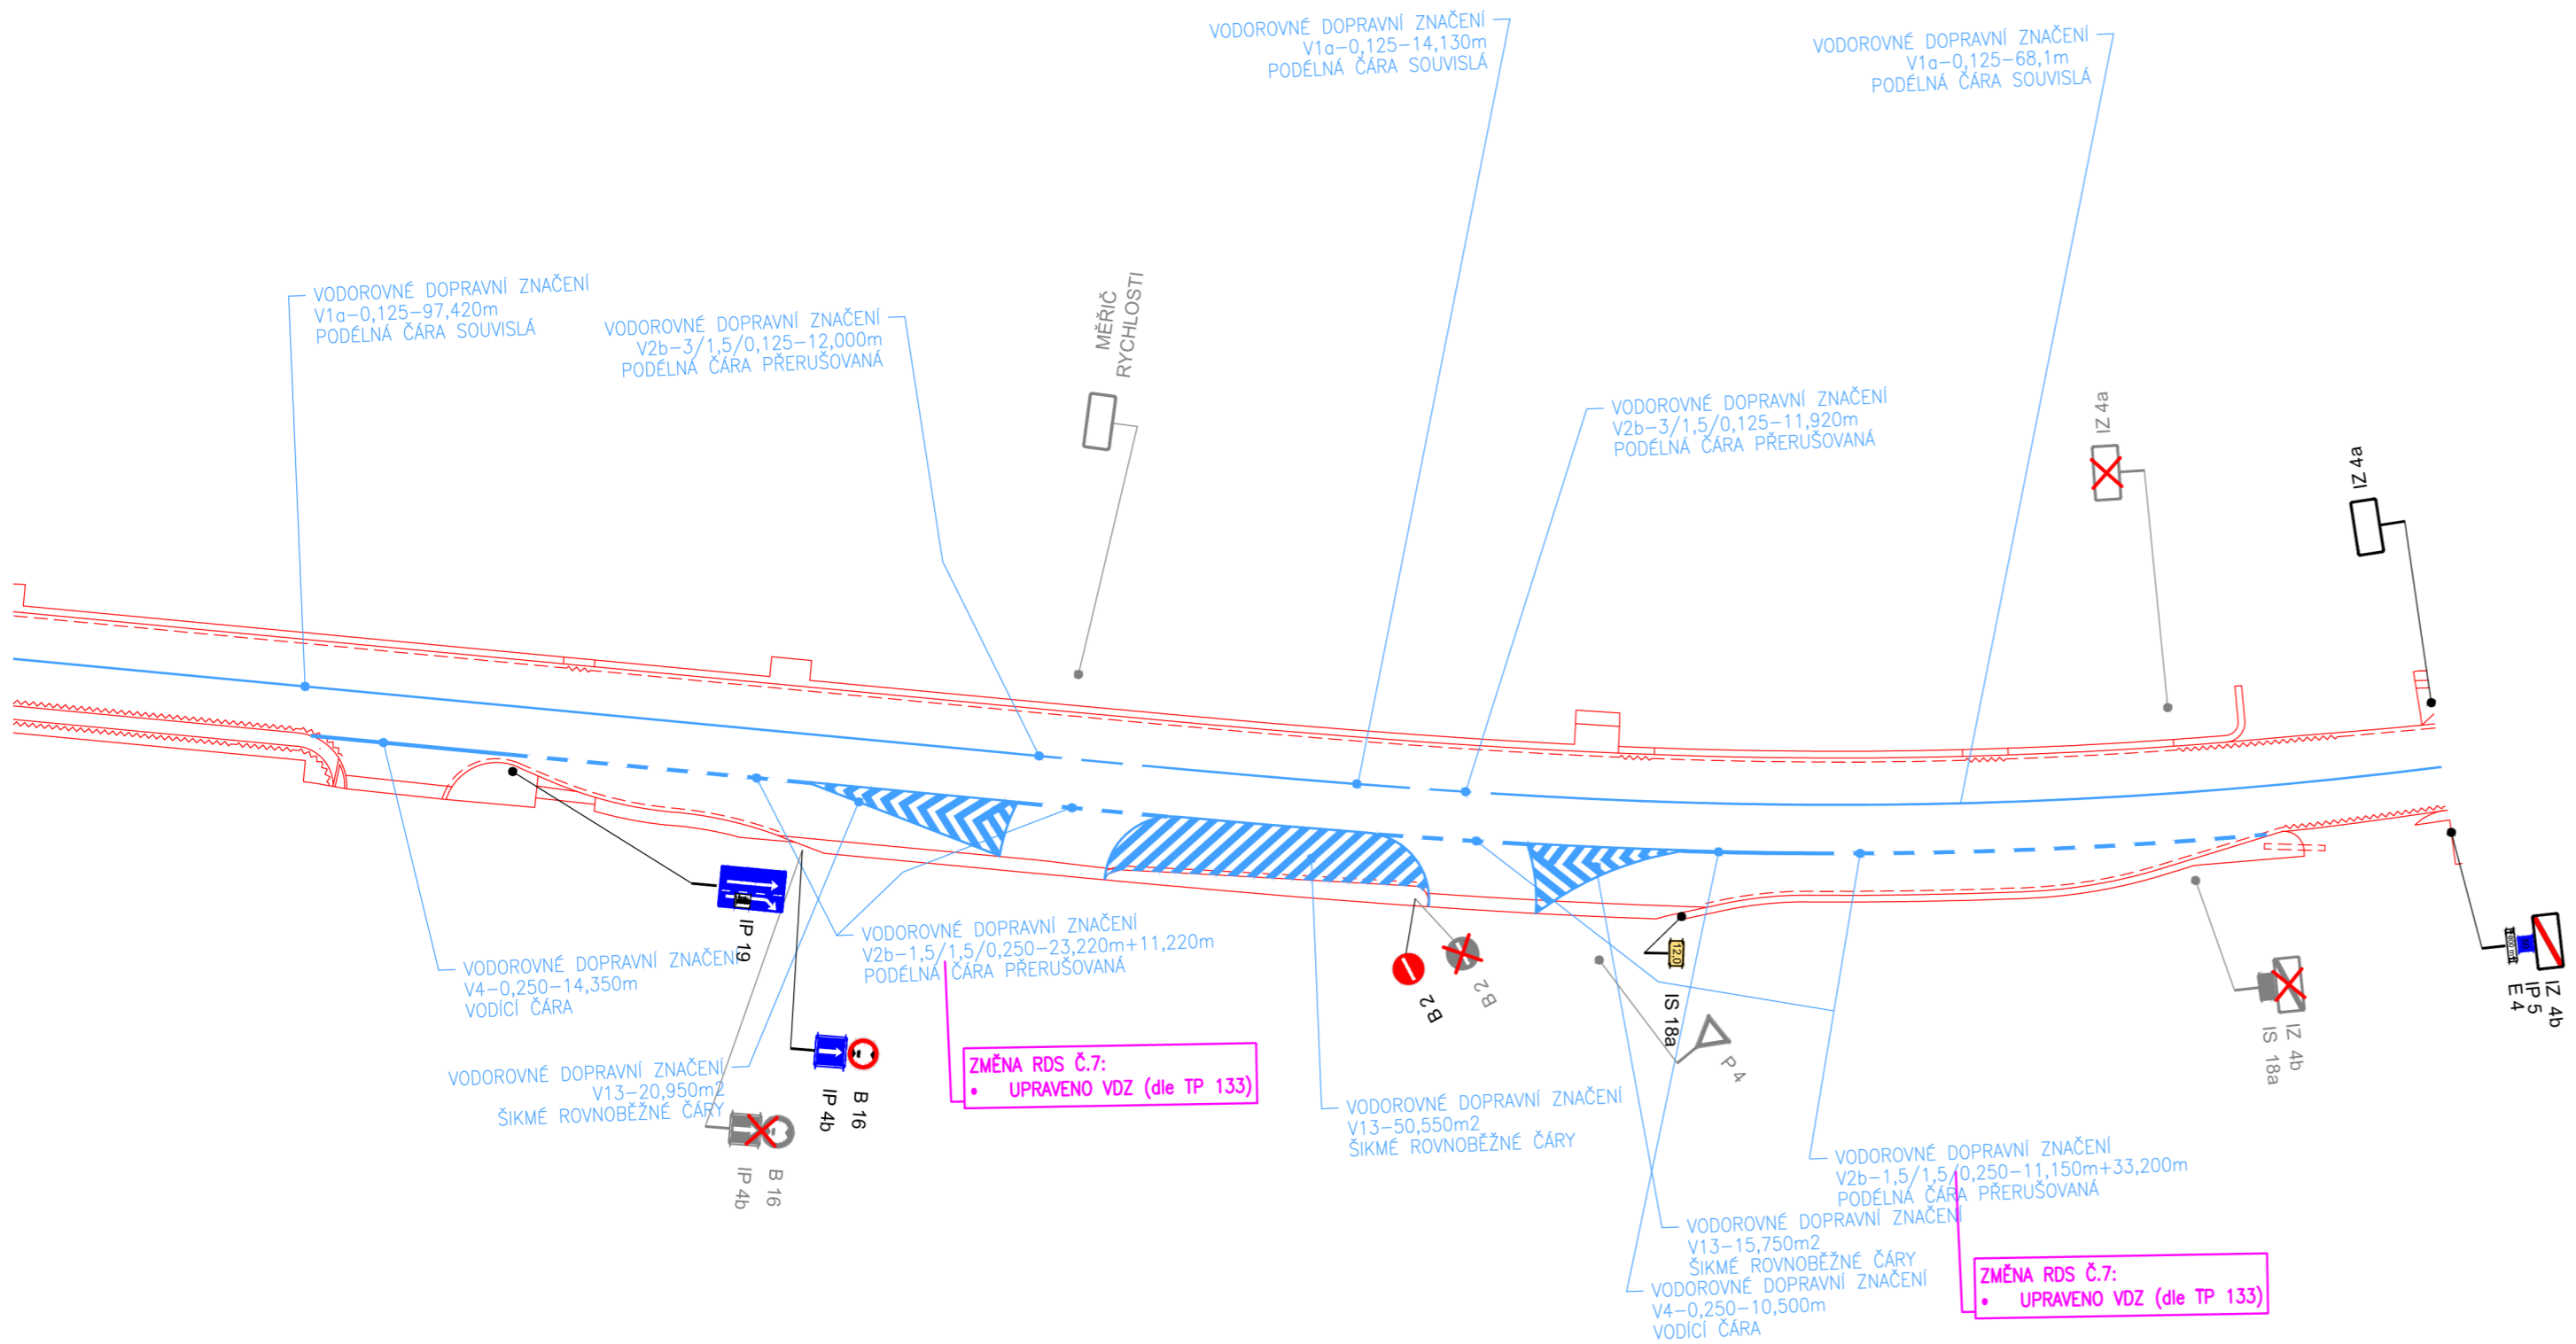 VODOROVNÉ DOPRAVNÍ ZNAČENÍ
V1a-0,125-14,130m
PODÉLNÁ ČÁRA SOUVISLÁ
VODOROVNÉ DOPRAVNÍ ZNAČENÍ
V1a-0,125-68,1m
PODÉLNÁ ČÁRA SOUVISLÁ
VODOROVNÉ DOPRAVNÍ ZNAČENÍ
V1a-0,125-97,420m
PODÉLNÁ ČÁRA SOUVISLÁ
VODOROVNÉ DOPRAVNÍ ZNAČENÍ
V2b-3/1,5/0,125-12,000m
PODÉLNÁ ČÁRA PŘERUŠOVANÁ
MĚŘIČ
RYCHLOSTI
VODOROVNÉ DOPRAVNÍ ZNAČENÍ
V2b-3/1,5/0,125-11,920m
PODÉLNÁ ČÁRA PŘERUŠOVANÁ
IZ 4a
IZ 4a
IP 19
VODOROVNÉ DOPRAVNÍ ZNAČENÍ
V4-0,250-14,350m
VODÍCÍ ČÁRA
VODOROVNÉ DOPRAVNÍ ZNAČENÍ
V2b-1,5/1,5/0,250-23,220m+11,220m
PODÉLNÁ ČÁRA PŘERUŠOVANÁ
B 2
B 2
12.0
IS 18a
P 4
IZ 4b
IS 18a
IZ 4b
IP 5
E 4
VODOROVNÉ DOPRAVNÍ ZNAČENÍ
V13-20,950m2
ŠIKMÉ ROVNOBĚŽNÉ ČÁRY
B 16
IP 4b
B 16
IP 4b
ZMĚNA RDS Č.7:
• UPRAVENO VDZ (dle TP 133)
VODOROVNÉ DOPRAVNÍ ZNAČENÍ
V13-50,550m2
ŠIKMÉ ROVNOBĚŽNÉ ČÁRY
VODOROVNÉ DOPRAVNÍ ZNAČENÍ
V2b-1,5/1,5/0,250-11,150m+33,200m
PODÉLNÁ ČÁRA PŘERUŠOVANÁ
VODOROVNÉ DOPRAVNÍ ZNAČENÍ
V13-15,750m2
ŠIKMÉ ROVNOBĚŽNÉ ČÁRY
VODOROVNÉ DOPRAVNÍ ZNAČENÍ
V4-0,250-10,500m
VODÍCÍ ČÁRA
ZMĚNA RDS Č.7:
• UPRAVENO VDZ (dle TP 133)